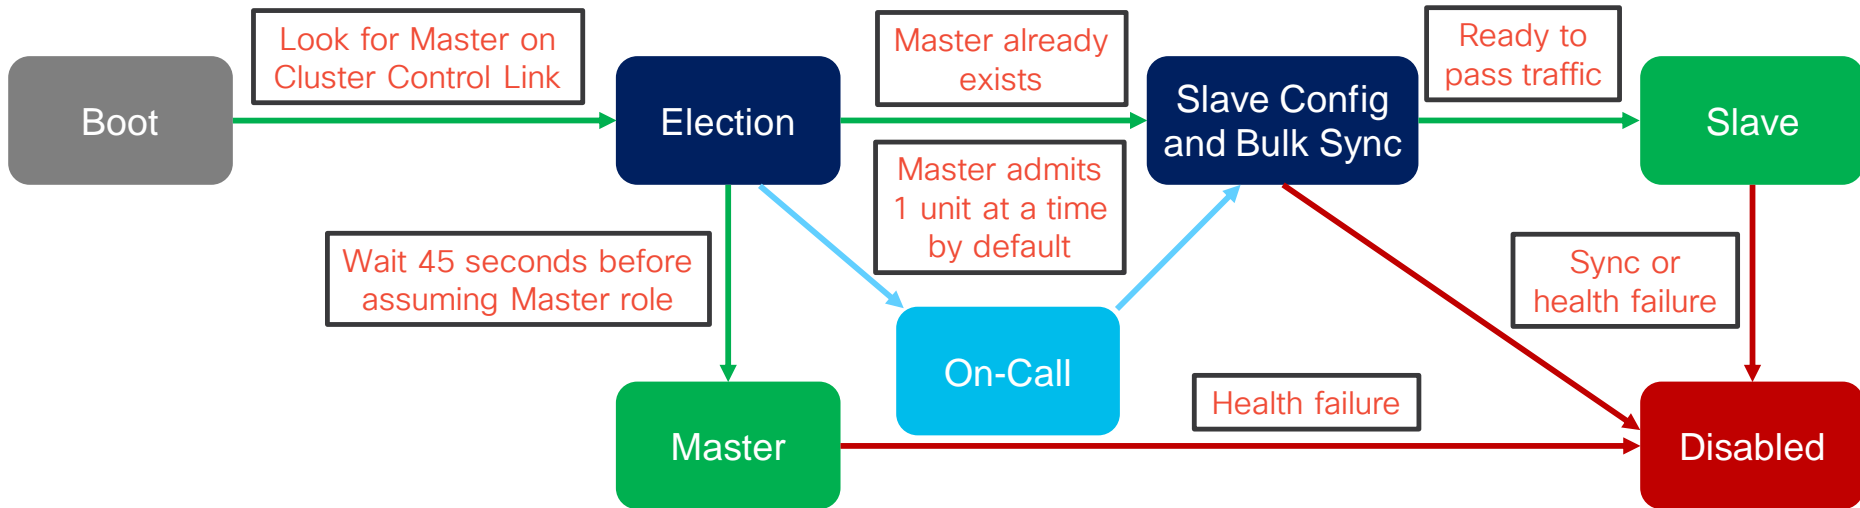 Look for Master on
Cluster Control Link
Master already
exists
Ready to
pass traffic
Boot
Election
Slave Config
and Bulk Sync
Slave
Master admits
1 unit at a time
by default
Wait 45 seconds before
assuming Master role
Sync or
health failure
On-Call
Health failure
Master
Disabled